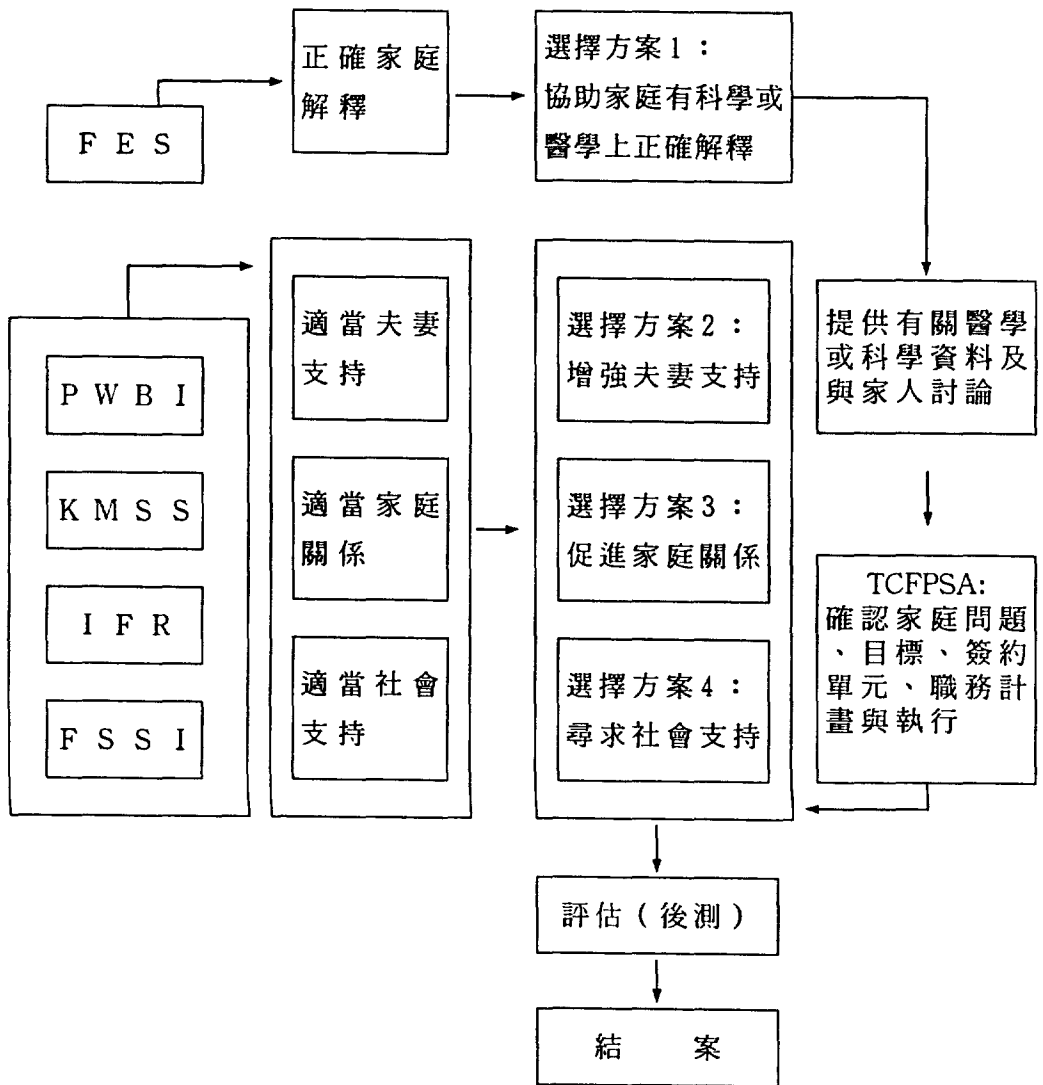 FES
正確家庭
解釋
選擇方案1：
協助家庭有科學或
醫學上正確解釋
PWBI
KMSS
IFR
FSSI
適當夫妻
支持
適當家庭
關係
適當社會
支持
選擇方案2：
增強夫妻支持
選擇方案3：
促進家庭關係
選擇方案4：
尋求社會支持
提供有關醫學
或科學資料及
與家人討論
TCFPSA:
確認家庭問題
、目標、簽約
單元、職務計
畫與執行
評估（後測）
結案